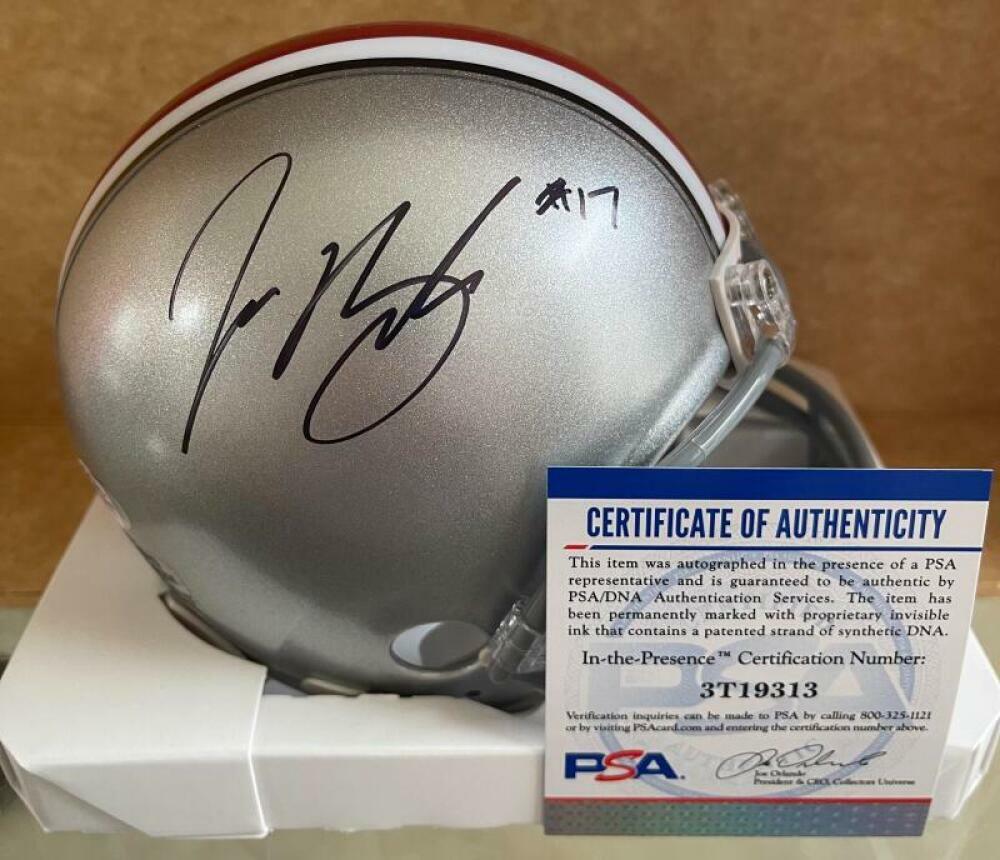 #17
CERTIFICATE OF AUTHENTICITY
This item was autographed in the presence of a PSA
representative and is guaranteed to be authentic by
PSA/DNA Authentication Services. The item has
been permanently marked with proprietary invisible
ink that contains a patented strand of synthetic DNA.
In-the-Presence™ Certification Number:
3T19313
Verification inquiries can be made to PSA by calling 800-325-1121
or by visiting PSAcard.com and entering the certification number above.
PSA.
Joe Orlando
President & CEO, Collectors Universe